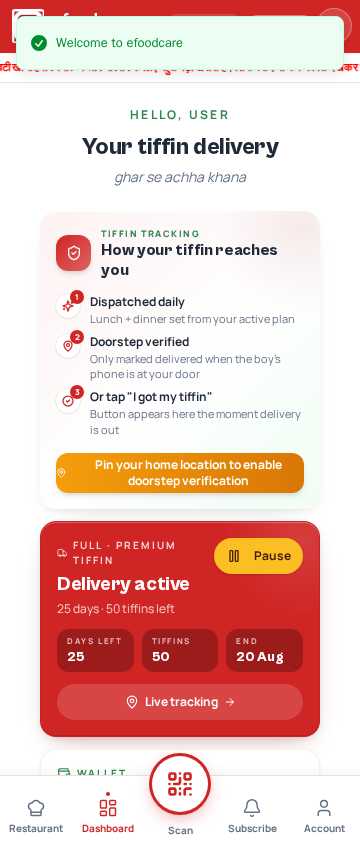 Welcome to efoodcare
HELLO, USER
Your tiffin delivery
ghar se achha khana
TIFFIN TRACKING
How your tiffin reaches
you
1
Dispatched daily
Lunch + dinner set from your active plan
2
Doorstep verified
Only marked delivered when the boy's
phone is at your door
3
Or tap "I got my tiffin"
Button appears here the moment delivery
is out
Pin your home location to enable
doorstep verification
FULL - PREMIUM
TIFFIN
Pause
Delivery active
25 days · 50 tiffins left
DAYS LEFT
25
TIFFINS
50
END
20 Aug
Live tracking →
WALLET
Restaurant
Dashboard
Scan
Subscribe
Account